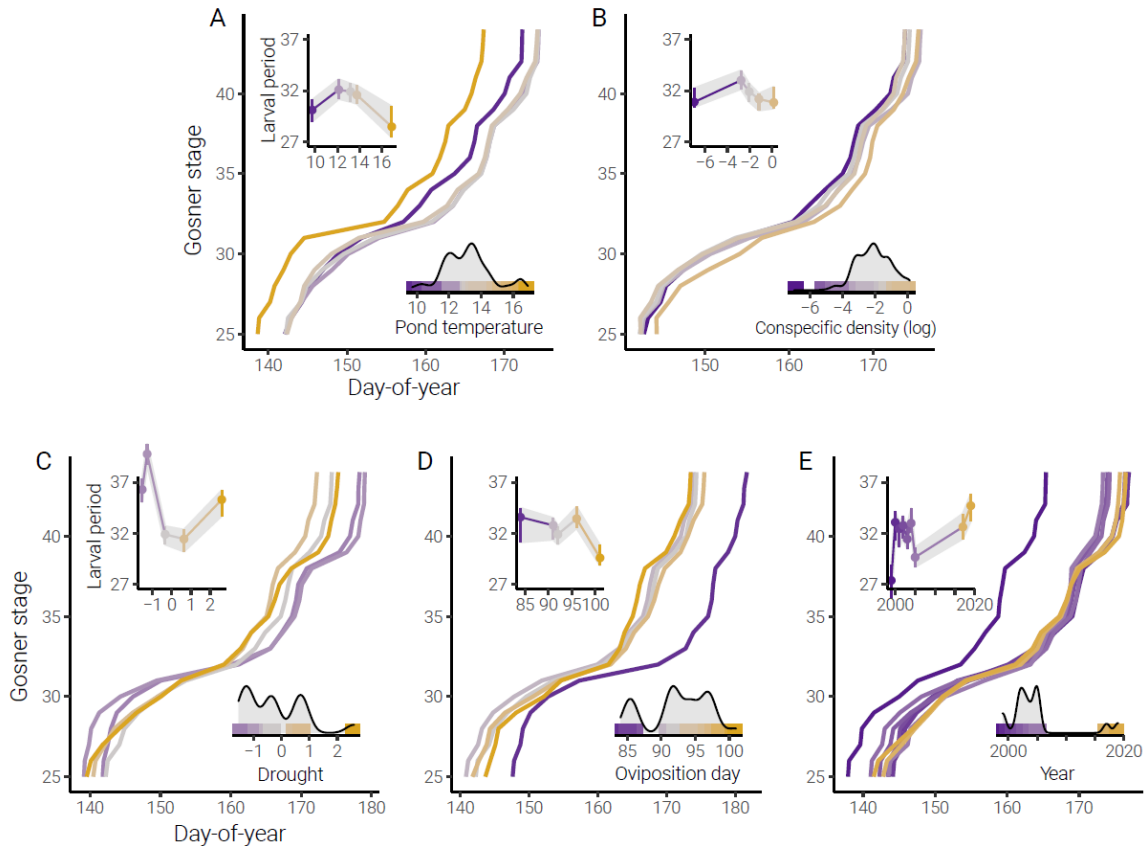 A
B
37
32
27
Larval period
10 12 14 16
37
32
27
−6 −4 −2 0
Gosner stage
40
35
30
25
40
35
30
25
10 12 14 16
Pond temperature
−6 −4 −2 0
Conspecific density (log)
140 150 160 170
150 160 170
Day-of-year
C
D
E
37
32
27
Larval period
−1 0 1 2
37
32
27
85 90 95 100
37
32
27
2000 2020
Gosner stage
40
35
30
25
40
35
30
25
40
35
30
25
−1 0 1 2
Drought
85 90 95 100
Oviposition day
2000 2020
Year
140 150 160 170 180
140 150 160 170 180
140 150 160 170
Day-of-year